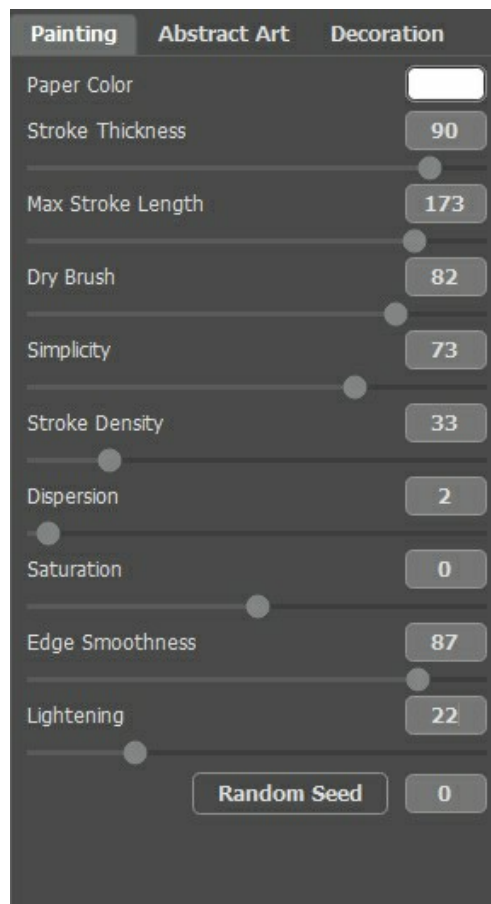 Painting Abstract Art Decoration
Paper Color
Stroke Thickness 90
Max Stroke Length 173
Dry Brush 82
Simplicity 73
Stroke Density 33
Dispersion 2
Saturation 0
Edge Smoothness 87
Lightening 22
Random Seed 0